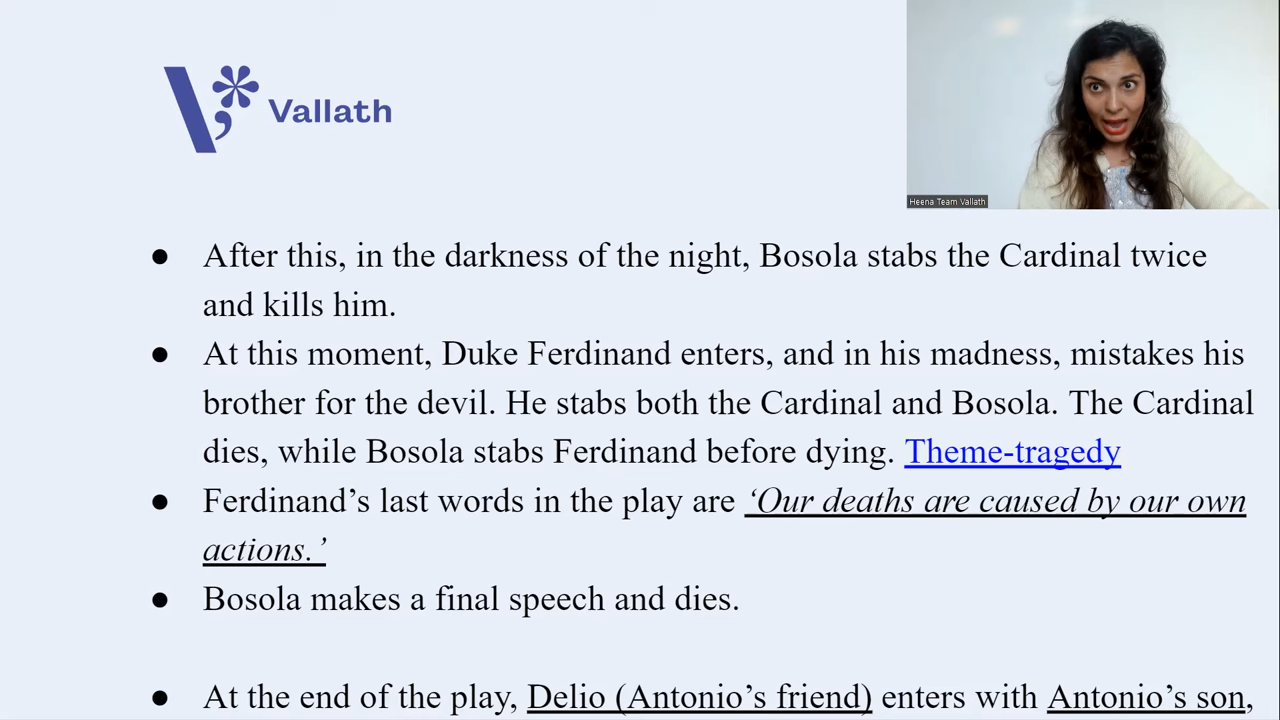 Vallath
Heena Team Vallath
● After this, in the darkness of the night, Bosola stabs the Cardinal twice
and kills him.
● At this moment, Duke Ferdinand enters, and in his madness, mistakes his
brother for the devil. He stabs both the Cardinal and Bosola. The Cardinal
dies, while Bosola stabs Ferdinand before dying. Theme-tragedy
● Ferdinand’s last words in the play are ‘Our deaths are caused by our own
actions.’
● Bosola makes a final speech and dies.
● At the end of the play, Delio (Antonio’s friend) enters with Antonio’s son,